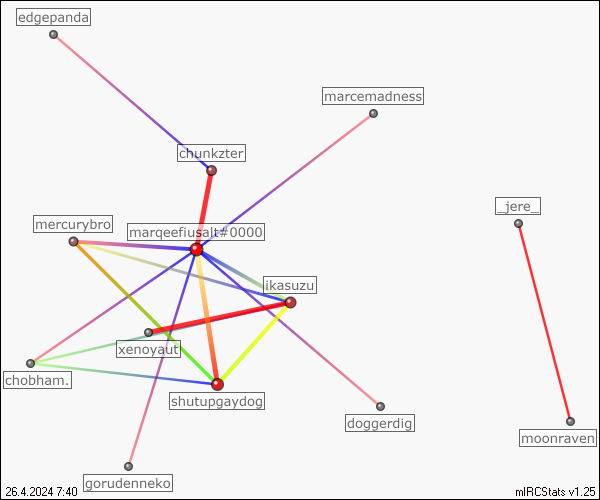 edgepanda
marcemadness
chunkzter
_jere_
mercurybro
marqeefiusalt#0000
ikasuzu
xenoyaut
chobham.
shutupgaydog
doggerdig
moonraven
gorudenneko
26.4.2024 7:40
mIRCStats v1.25